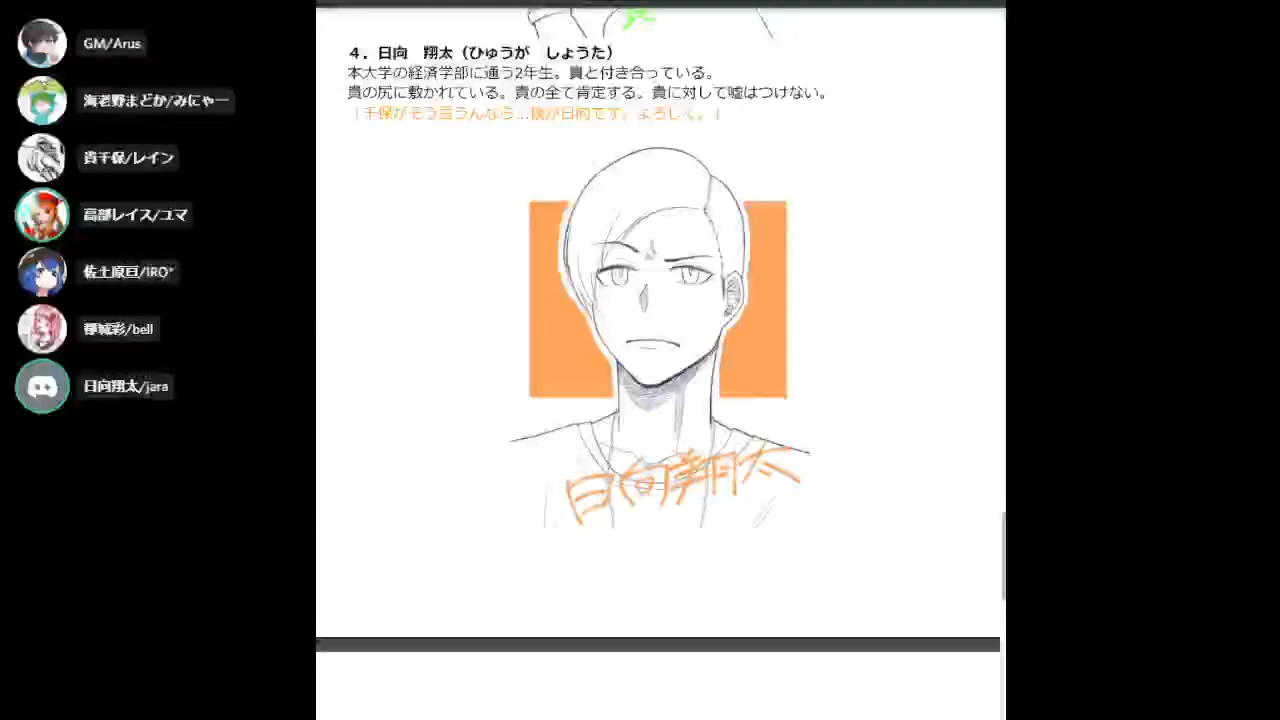 GM/Arus
海老野まどか/みにゃー
貴千保/レイン
高部レイス/ユマ
佐土原亘/IRO*
都城彩/bell
日向翔太/jara
４．日向　翔太（ひゅうが　しょうた）
本大学の経済学部に通う2年生。貴と付き合っている。
貴の尻に敷かれている。貴の全て肯定する。貴に対して嘘はつけない。
「千保がそう言うんなら…僕が日向です。よろしく。」
日向翔太